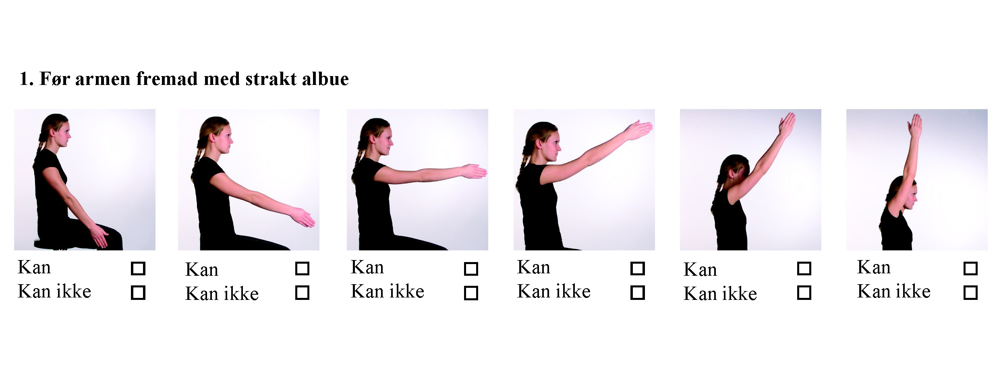 1. Før armen fremad med strakt albue
Kan Kan Kan Kan Kan Kan
Kan ikke Kan ikke Kan ikke Kan ikke Kan ikke Kan ikke